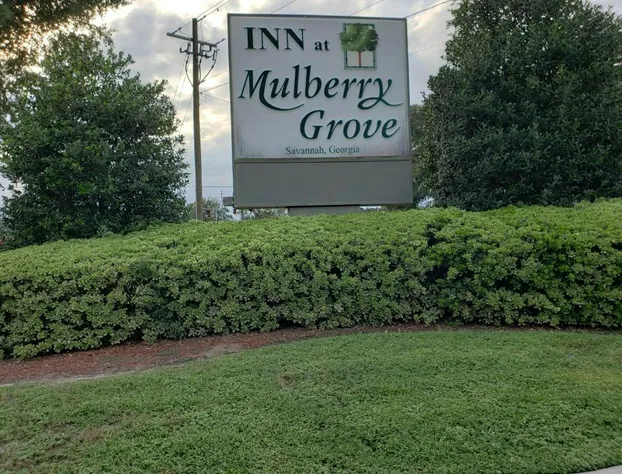 INN at
Mulberry
Grove
Savannah, Georgia